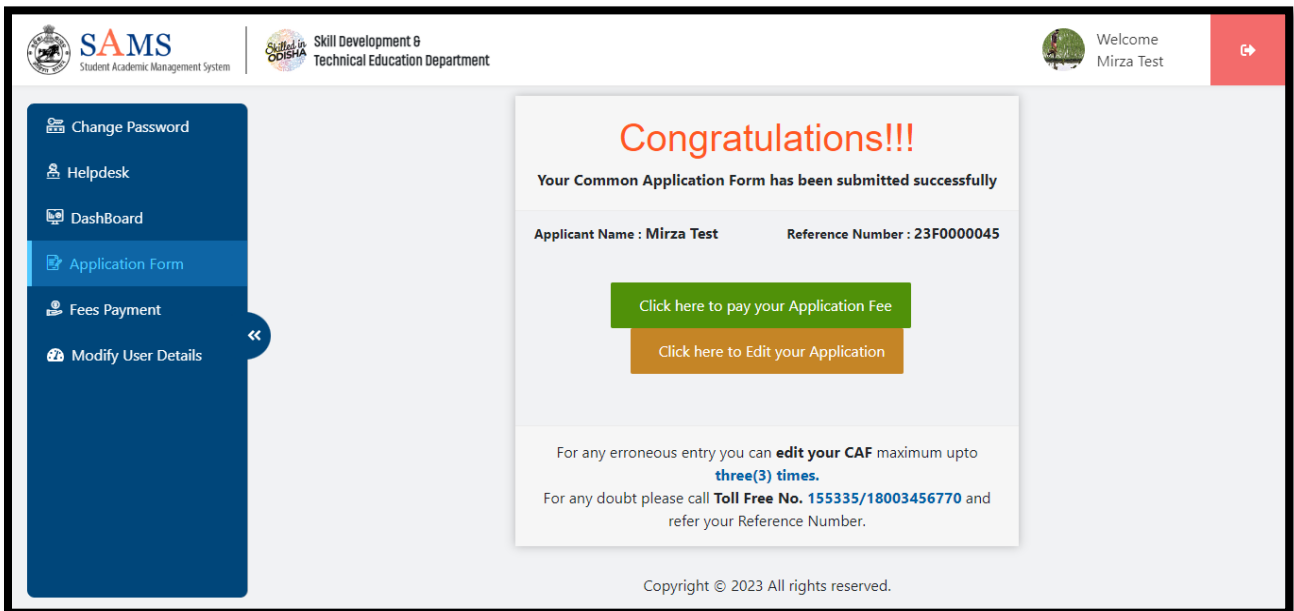 SAMS
Student Academic Management System
Skilled in
ODISHA
Skill Development &
Technical Education Department
Welcome
Mirza Test
Change Password
Helpdesk
DashBoard
Application Form
Fees Payment
Modify User Details
Congratulations!!!
Your Common Application Form has been submitted successfully
Applicant Name : Mirza Test Reference Number : 23F0000045
Click here to pay your Application Fee
Click here to Edit your Application
For any erroneous entry you can edit your CAF maximum upto
three(3) times.
For any doubt please call Toll Free No. 155335/18003456770 and
refer your Reference Number.
Copyright © 2023 All rights reserved.